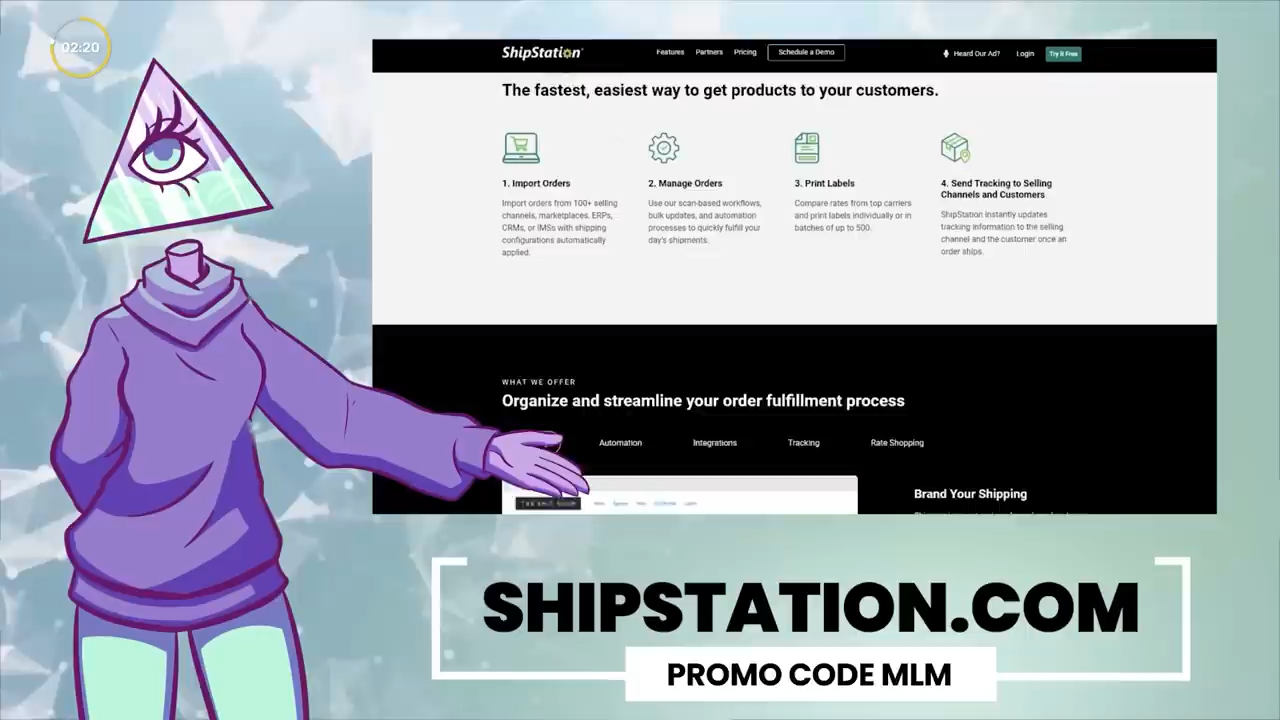 02:20
ShipStation
Features Partners Pricing Schedule a Demo Heard Our Ad? Login Try It Free
The fastest, easiest way to get products to your customers.
1. Import Orders
Import orders from 100+ selling
channels, marketplaces, ERPs,
CRMs, or IMSs with shipping
configurations automatically
applied.
2. Manage Orders
Use our scan-based workflows,
bulk updates, and automation
processes to quickly fulfill your
day's shipments.
3. Print Labels
Compare rates from top carriers
and print labels individually or in
batches of up to 500.
4. Send Tracking to Selling
Channels and Customers
ShipStation instantly updates
tracking information to the selling
channel and the customer once an
order ships.
WHAT WE OFFER
Organize and streamline your order fulfillment process
Automation Integrations Tracking Rate Shopping
Brand Your Shipping
SHIPSTATION.COM
PROMO CODE MLM